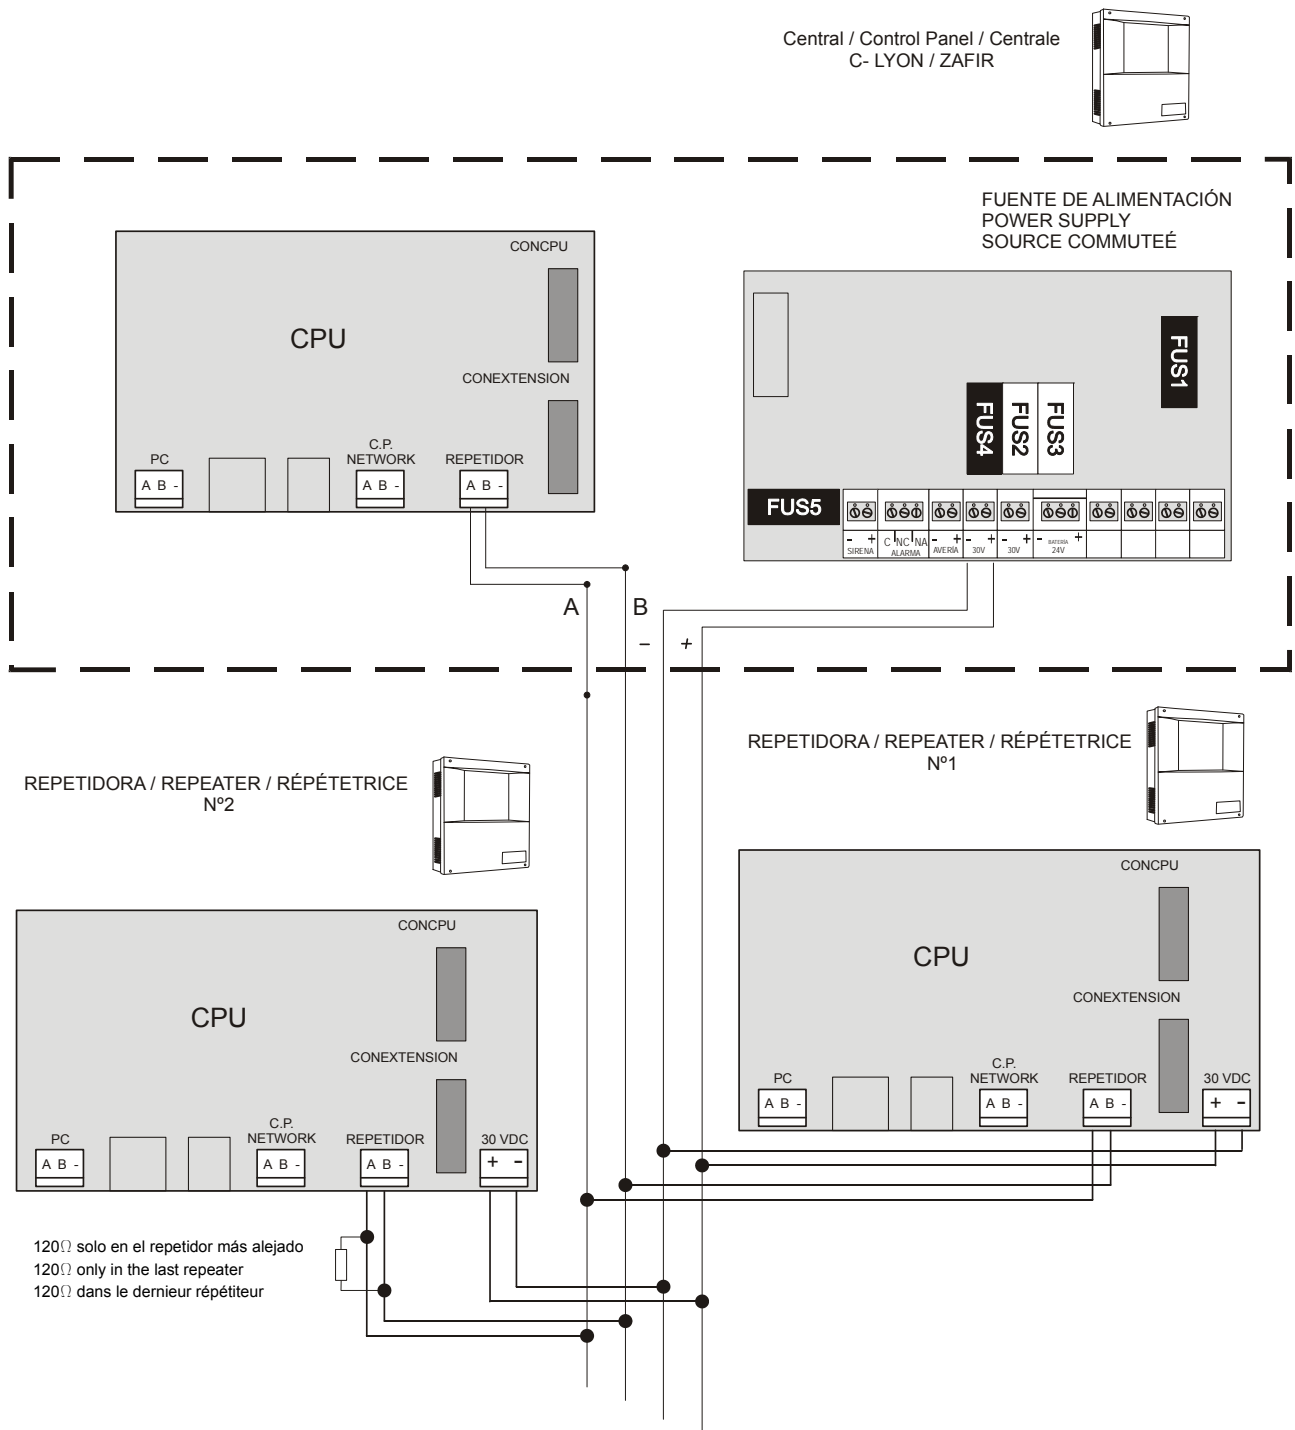 Central / Control Panel / Centrale
C- LYON / ZAFIR
FUENTE DE ALIMENTACIÓN
POWER SUPPLY
SOURCE COMMUTEÉ
CONCPU
CPU
CONEXTENSION
PC
A B -
C.P.
NETWORK
A B -
REPETIDOR
A B -
FUS1
FUS4
FUS2
FUS3
FUS5
- +
SIRENA
C NC NA
ALARMA
- +
AVERÍA
- +
30V
- +
30V
- BATERÍA +
24V
A
B
- +
REPETIDORA / REPEATER / RÉPÉTETRICE
Nº1
REPETIDORA / REPEATER / RÉPÉTETRICE
Nº2
CONCPU
CPU
CONEXTENSION
PC
A B -
C.P.
NETWORK
A B -
REPETIDOR
A B -
30 VDC
+ -
CONCPU
CPU
CONEXTENSION
PC
A B -
C.P.
NETWORK
A B -
REPETIDOR
A B -
30 VDC
+ -
120Ω solo en el repetidor más alejado
120Ω only in the last repeater
120Ω dans le dernieur répétiteur